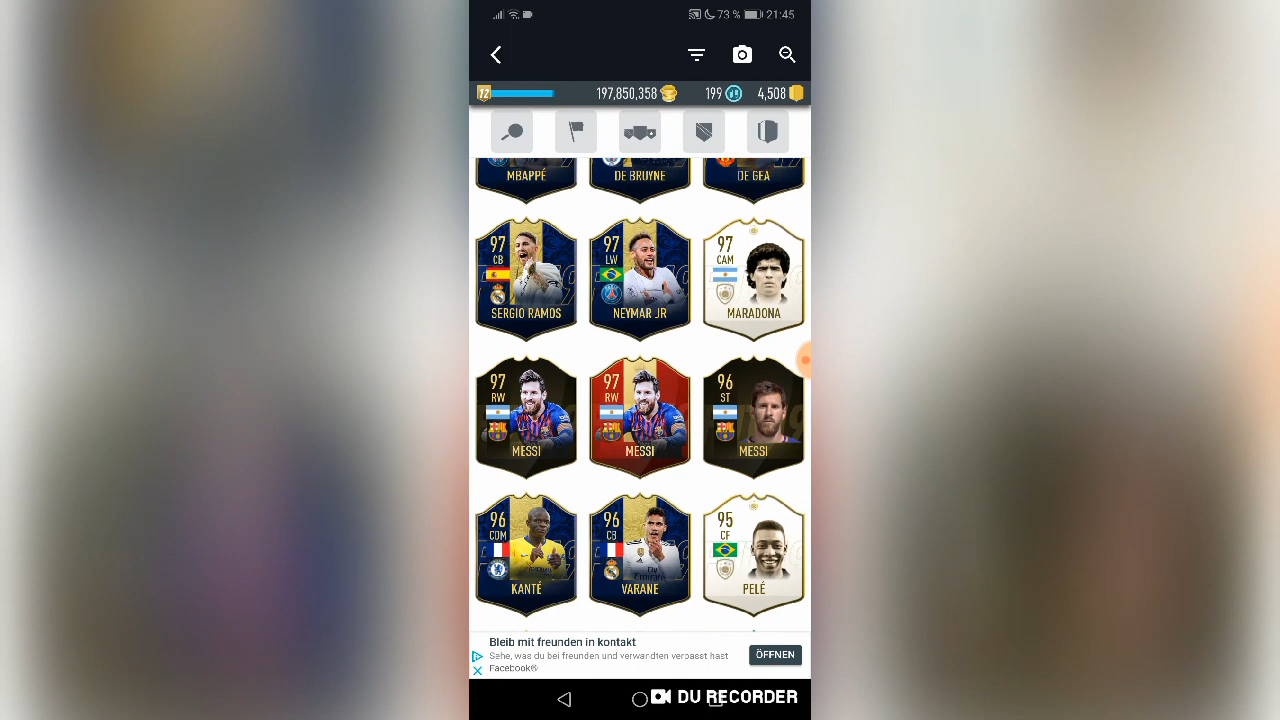 73 % 21:45
12 197,850,358 199 4,508
MBAPPÉ DE BRUYNE DE GEA
97 CB SERGIO RAMOS
97 LW NEYMAR JR
97 CAM MARADONA
97 RW MESSI
97 RW MESSI
96 ST MESSI
96 CDM KANTÉ
96 CB VARANE
95 CF PELÉ
Bleib mit freunden in kontakt
Sehe, was du bei freunden und verwandten verpasst hast
Facebook®
ÖFFNEN
DU RECORDER